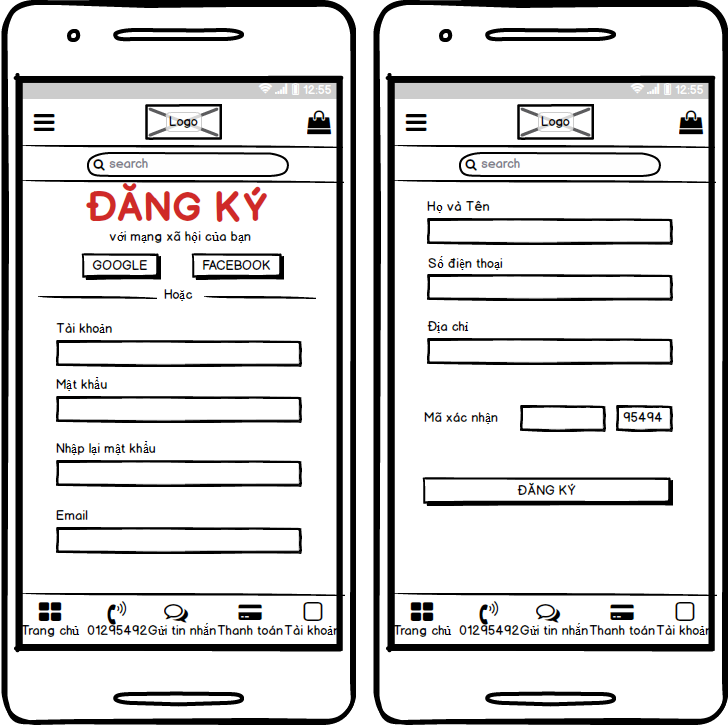 12:55
Logo
search
ĐĂNG KÝ
với mạng xã hội của bạn
GOOGLE FACEBOOK
Hoặc
Tài khoản
Mật khẩu
Nhập lại mật khẩu
Email
Trang chủ 01295492 Gửi tin nhắn Thanh toán Tài khoản
12:55
Logo
search
Họ và Tên
Số điện thoại
Địa chỉ
Mã xác nhận 95494
ĐĂNG KÝ
Trang chủ 01295492 Gửi tin nhắn Thanh toán Tài khoản